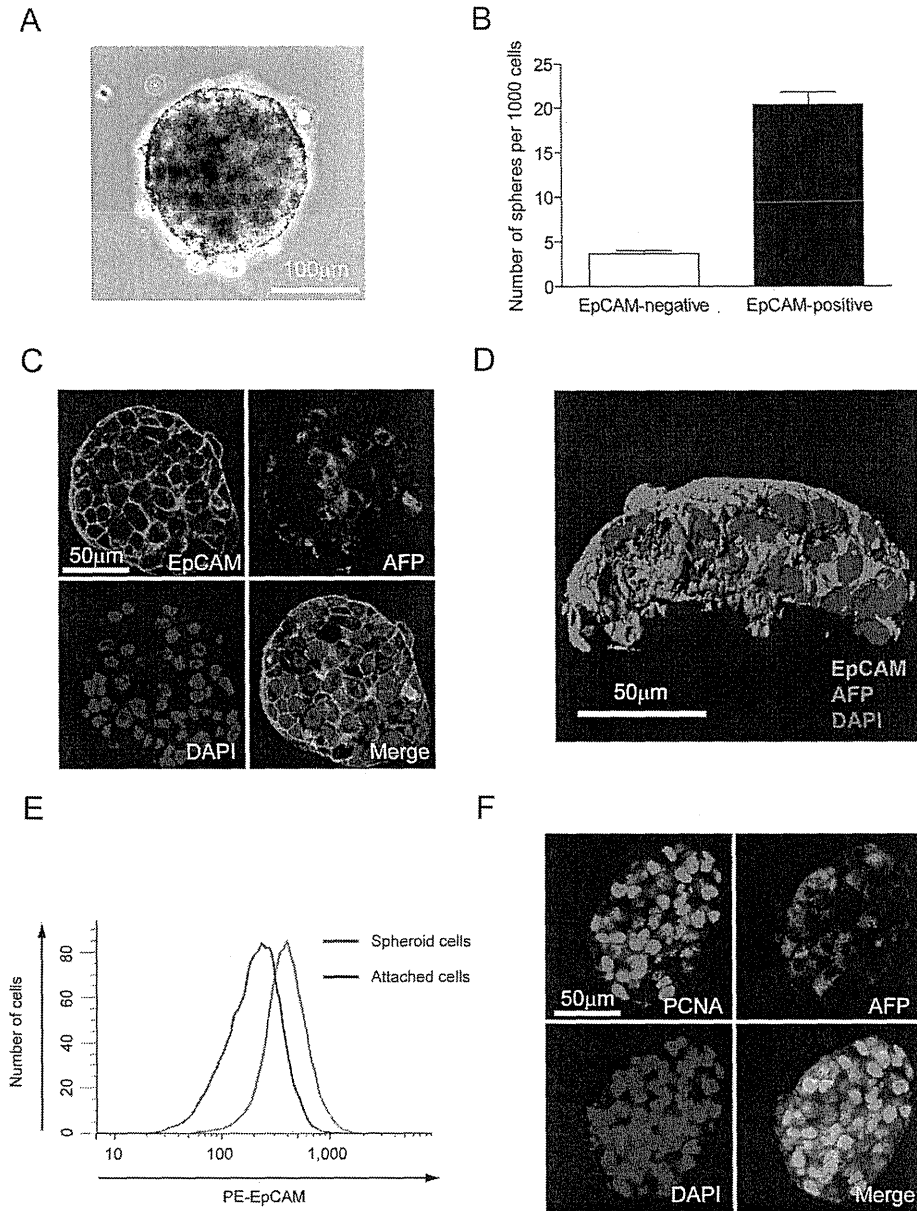 A
100μm
B
Number of spheres per 1000 cells
25
20
15
10
5
0
EpCAM-negative
EpCAM-positive
C
50μm
EpCAM
AFP
DAPI
Merge
D
50μm
EpCAM
AFP
DAPI
E
Number of cells
80
60
40
20
0
Spheroid cells
Attached cells
10
100
1,000
PE-EpCAM
F
50μm
PCNA
AFP
DAPI
Merge